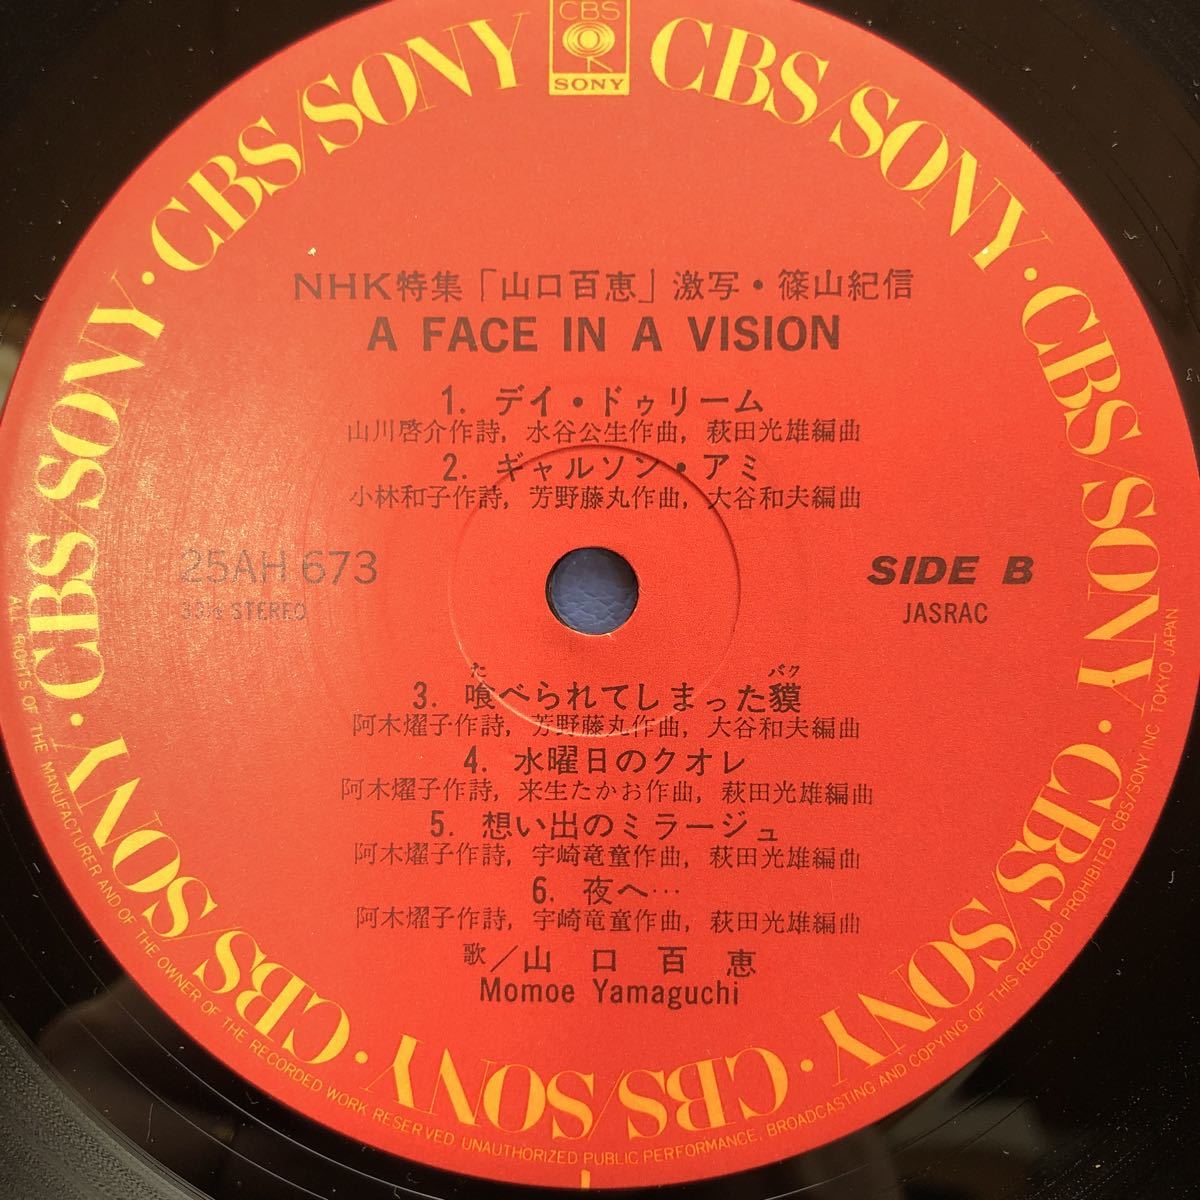 CBS
SONY
CBS/SONY · CBS/SONY · CBS/SONY · CBS/SONY · CBS/SONY · CBS/SONY · CBS/SONY · CBS/SONY
NHK特集「山口百恵」激写・篠山紀信
A FACE IN A VISION
1. デイ・ドゥリーム
山川啓介作詩, 水谷公生作曲, 萩田光雄編曲
2. ギャルソン・アミ
小林和子作詩, 芳野藤丸作曲, 大谷和夫編曲
25AH 673
33⅓ STEREO
SIDE B
JASRAC
た バク
3. 喰べられてしまった獏
阿木燿子作詩, 芳野藤丸作曲, 大谷和夫編曲
4. 水曜日のクオレ
阿木燿子作詩, 来生たかお作曲, 萩田光雄編曲
5. 想い出のミラージュ
阿木燿子作詩, 宇崎竜童作曲, 萩田光雄編曲
6. 夜へ…
阿木燿子作詩, 宇崎竜童作曲, 萩田光雄編曲
歌／山口百恵
Momoe Yamaguchi
ALL RIGHTS OF THE MANUFACTURER AND OF THE OWNER OF THE RECORDED WORK RESERVED UNAUTHORIZED PUBLIC PERFORMANCE, BROADCASTING AND COPYING OF THIS RECORD PROHIBITED CBS/SONY INC TOKYO JAPAN